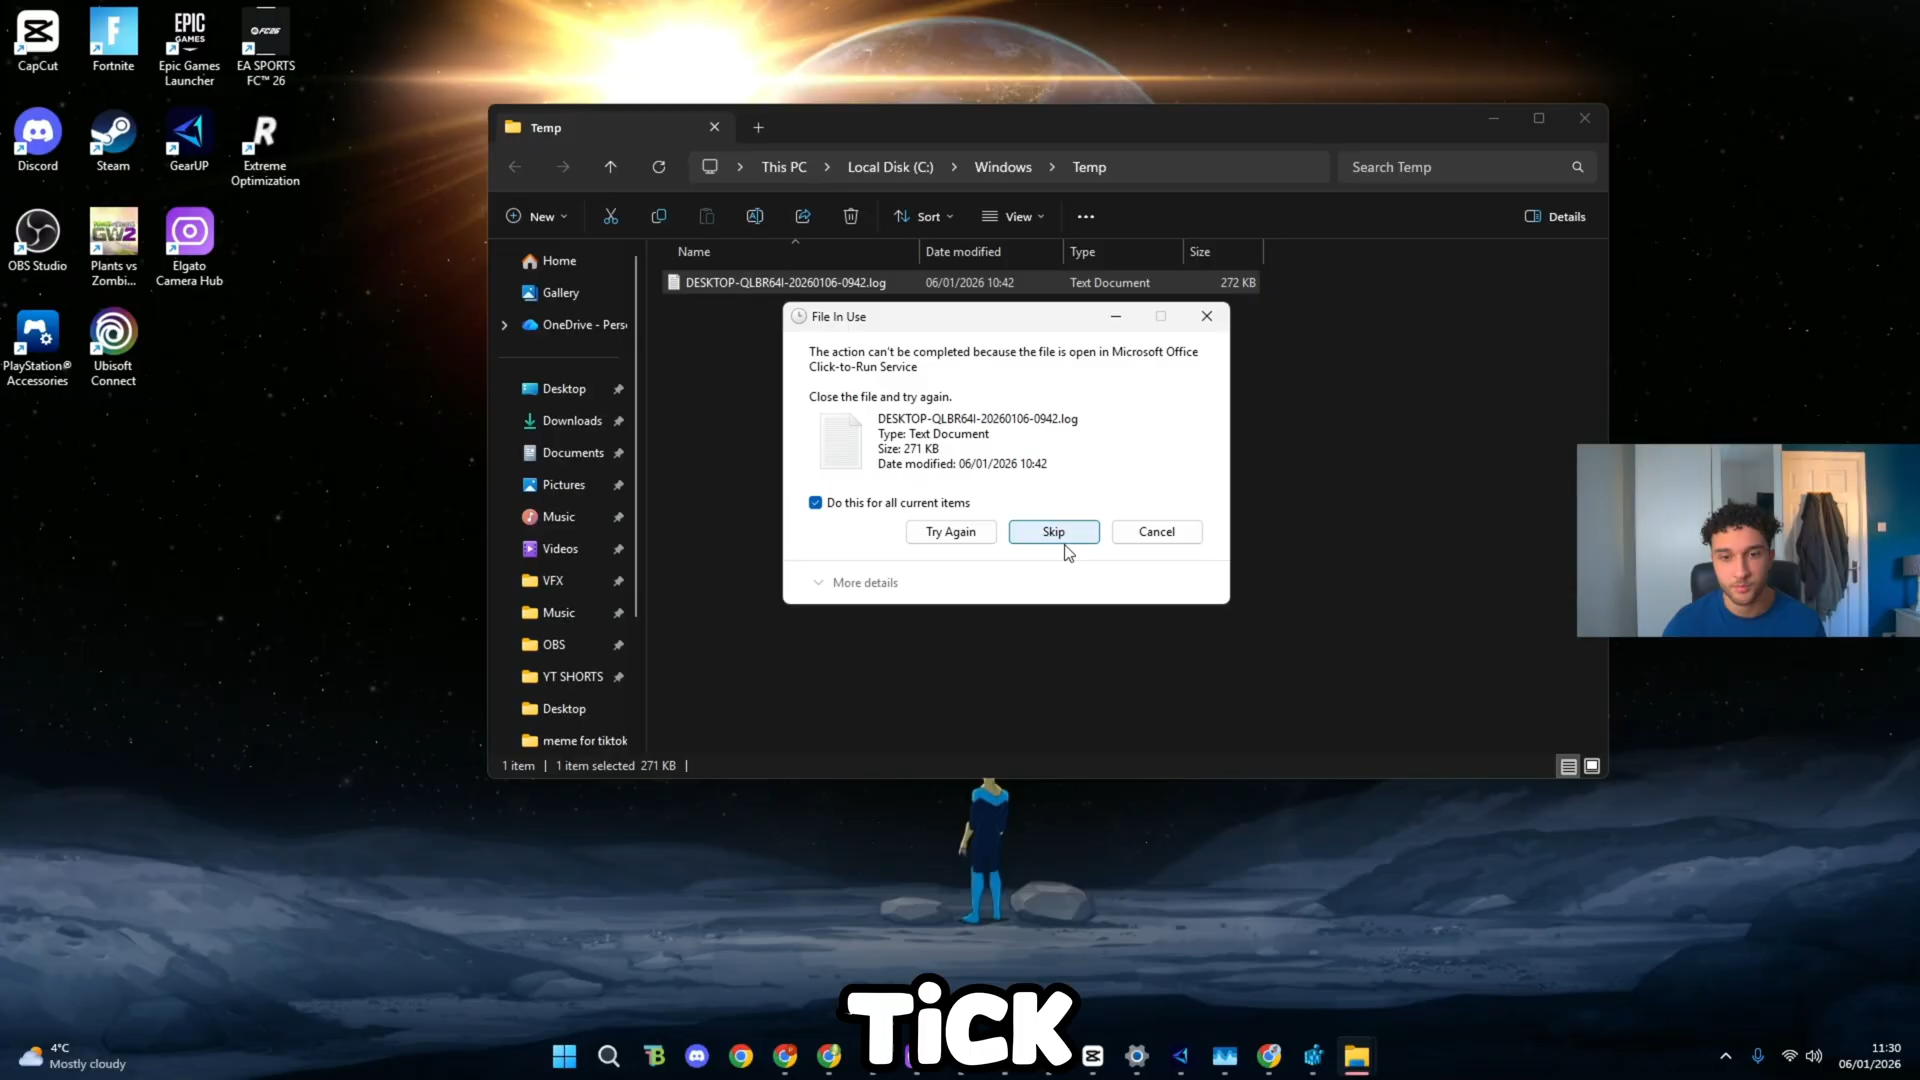 CapCut
Fortnite
EPIC
GAMES
Epic Games
Launcher
FC26
EA SPORTS
FC™ 26
Discord
Steam
GearUP
Extreme
Optimization
OBS Studio
GW2
Plants vs
Zombi...
Elgato
Camera Hub
PlayStation®
Accessories
Ubisoft
Connect
Temp
This PC
Local Disk (C:)
Windows
Temp
Search Temp
New
Sort
View
Details
Name
Date modified
Type
Size
DESKTOP-QLBR64I-20260106-0942.log
06/01/2026 10:42
Text Document
272 KB
Home
Gallery
OneDrive - Pers
Desktop
Downloads
Documents
Pictures
Music
Videos
VFX
Music
OBS
YT SHORTS
Desktop
meme for tiktok
File In Use
The action can't be completed because the file is open in Microsoft Office
Click-to-Run Service
Close the file and try again.
DESKTOP-QLBR64I-20260106-0942.log
Type: Text Document
Size: 271 KB
Date modified: 06/01/2026 10:42
Do this for all current items
Try Again
Skip
Cancel
More details
1 item | 1 item selected 271 KB |
TiCK
4°C
Mostly cloudy
11:30
06/01/2026